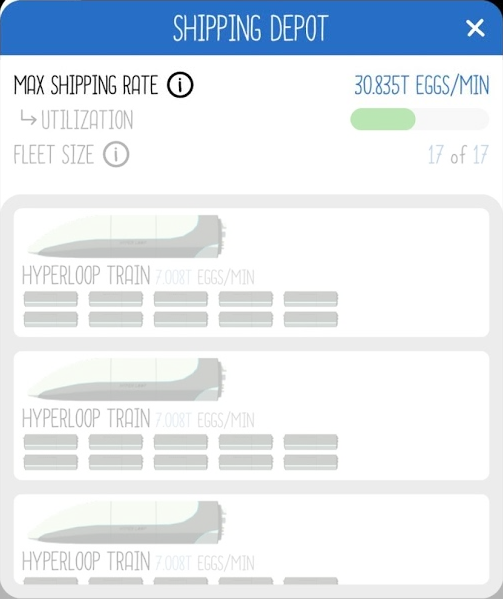 SHIPPING DEPOT
MAX SHIPPING RATE i 30.835T EGGS/MIN
UTILIZATION
FLEET SIZE i 17 of 17
HYPERLOOP TRAIN 7.008T EGGS/MIN
HYPERLOOP TRAIN 7.008T EGGS/MIN
HYPERLOOP TRAIN 7.008T EGGS/MIN